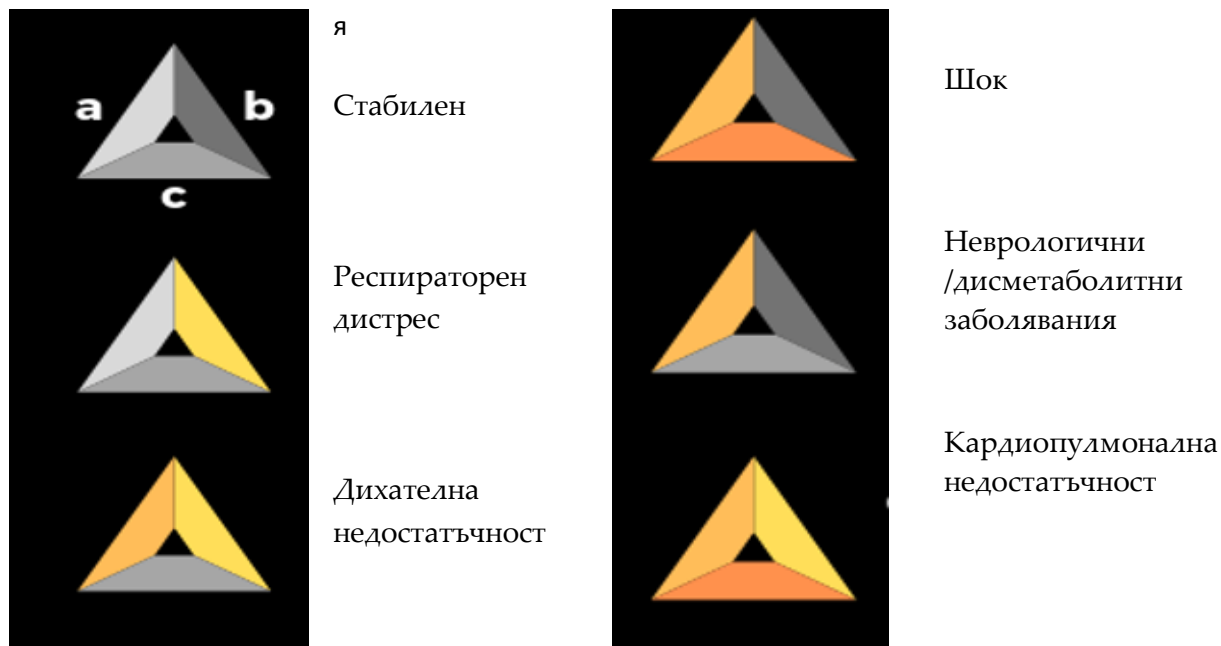 я
a
b
Стабилен
c
Респираторен
дистрес
Дихателна
недостатъчност
Шок
Неврологични
/дисметаболитни
заболявания
Кардиопулмонална
недостатъчност